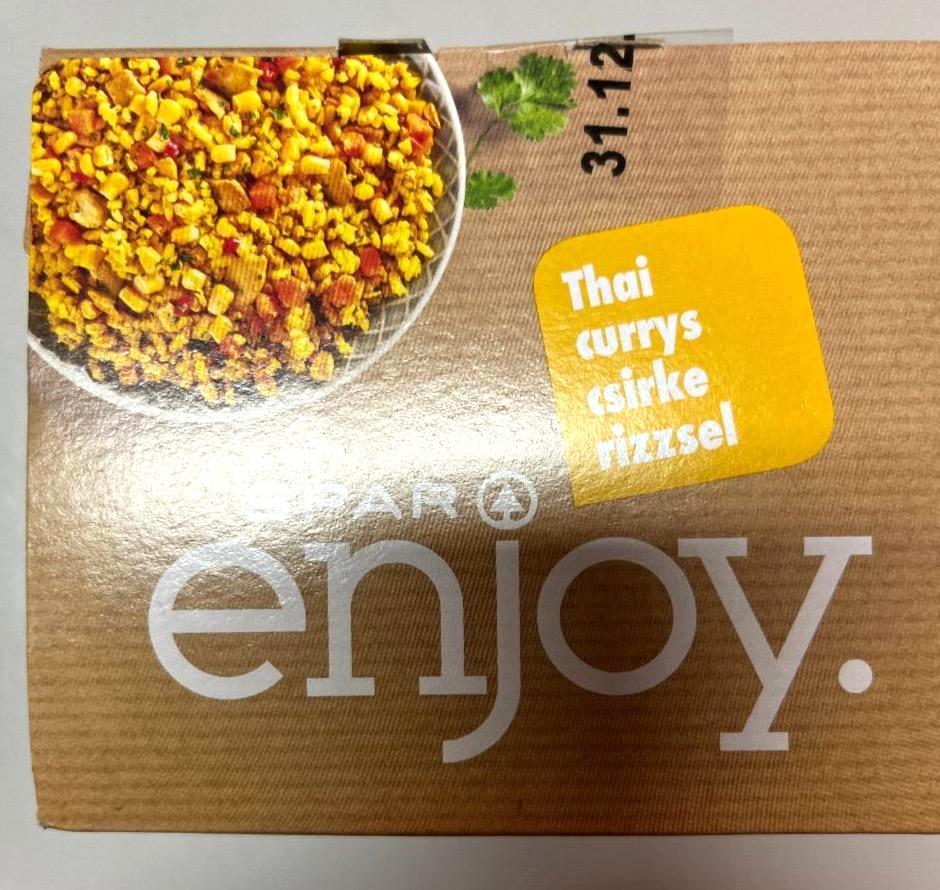 31.12.
Thai
currys
csirke
rizzsel
SPAR
enjoy.